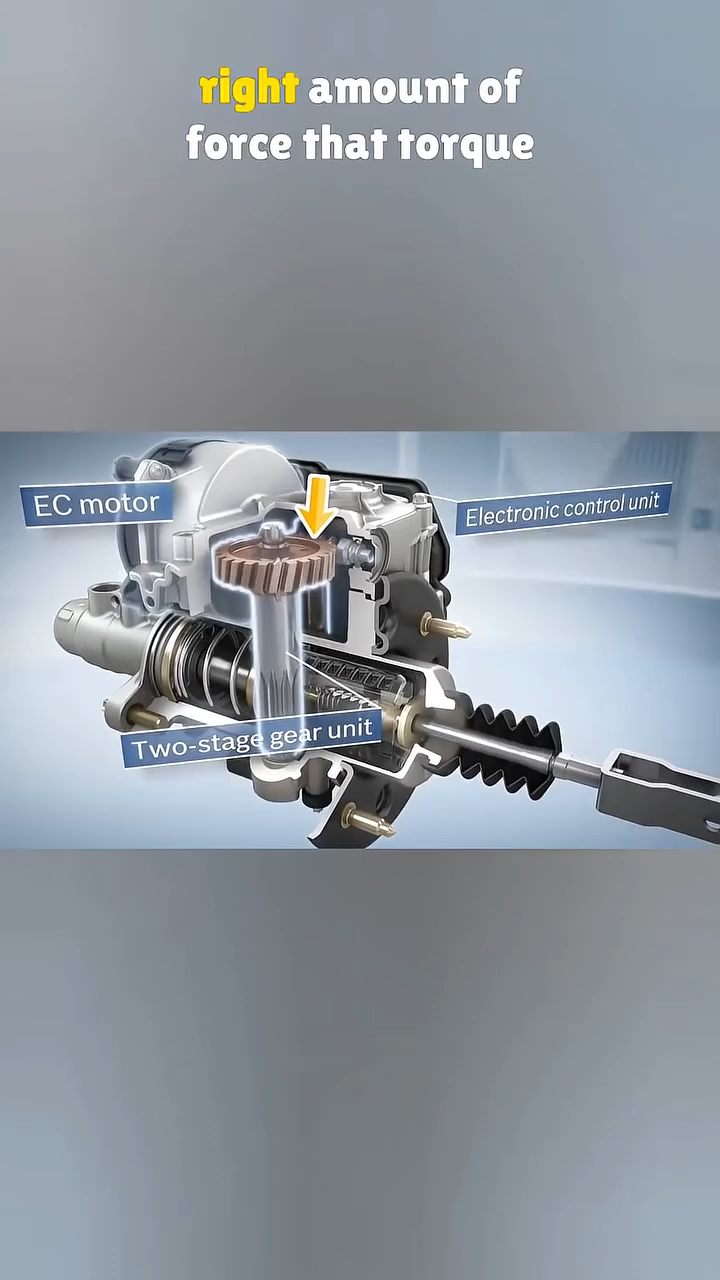 right amount of
force that torque
EC motor
Electronic control unit
Two-stage gear unit